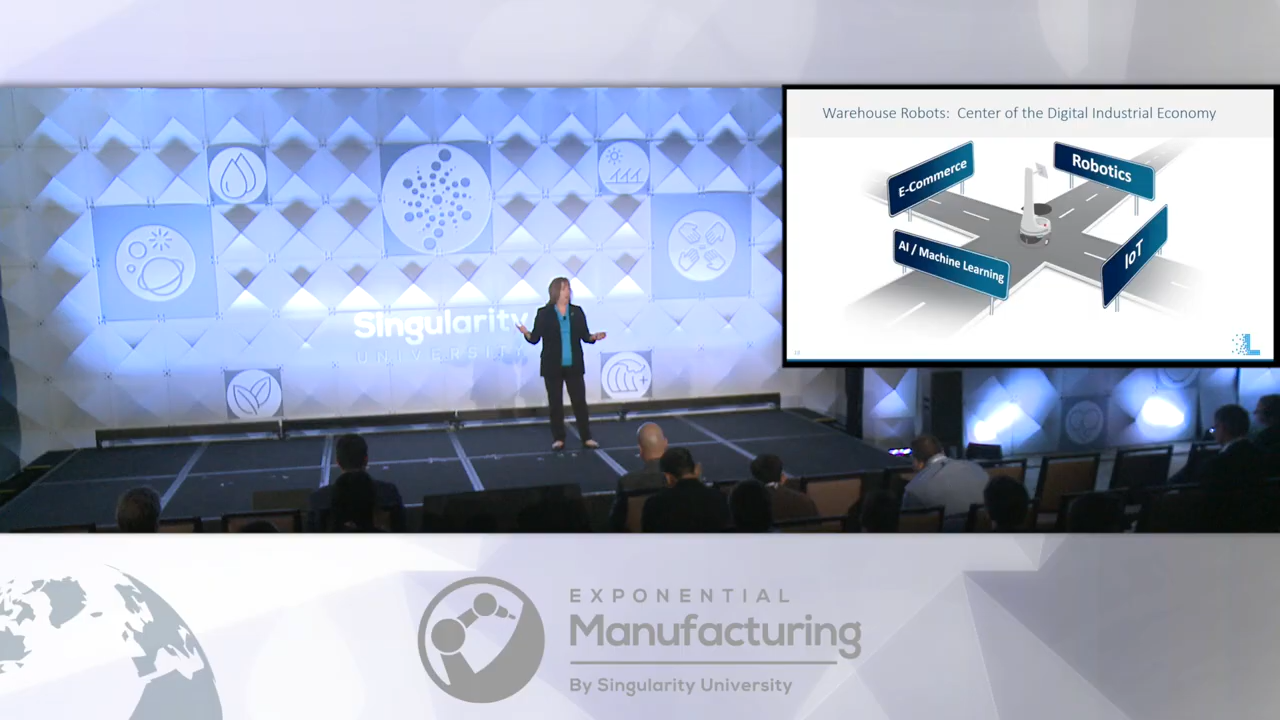 Warehouse Robots: Center of the Digital Industrial Economy
E-Commerce
Robotics
AI / Machine Learning
IoT
L
Singularity
UNIVERSITY
EXPONENTIAL
Manufacturing
By Singularity University